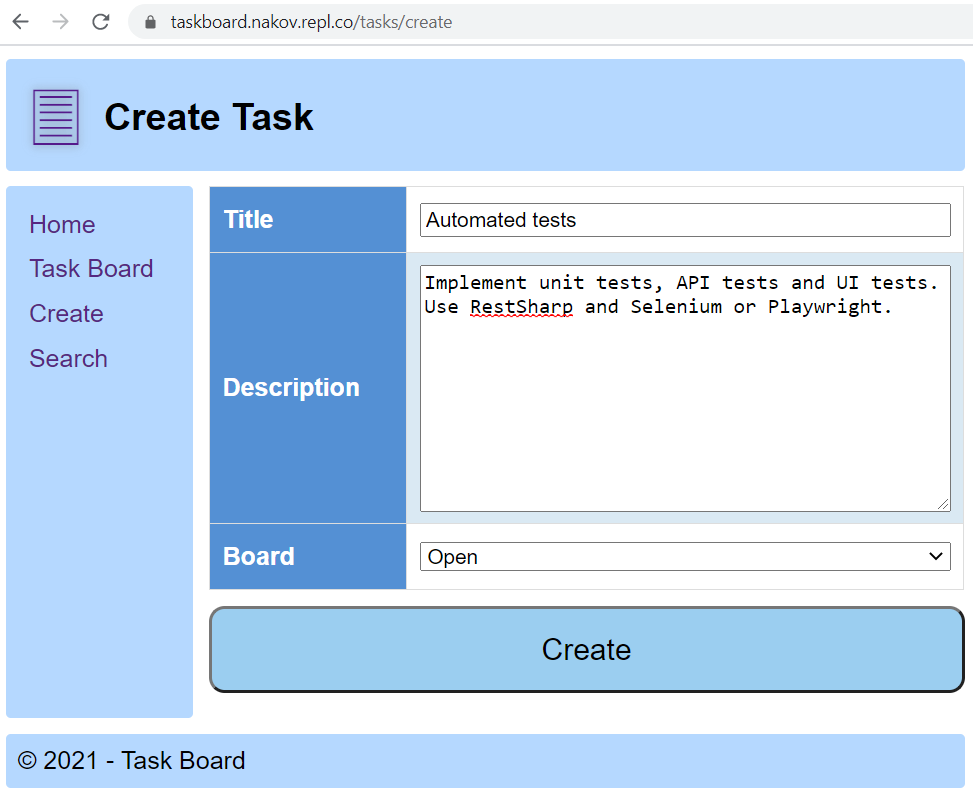 taskboard.nakov.repl.co/tasks/create
Create Task
Home
Task Board
Create
Search
Title
Automated tests
Description
Implement unit tests, API tests and UI tests.
Use RestSharp and Selenium or Playwright.
Board
Open
Create
© 2021 - Task Board